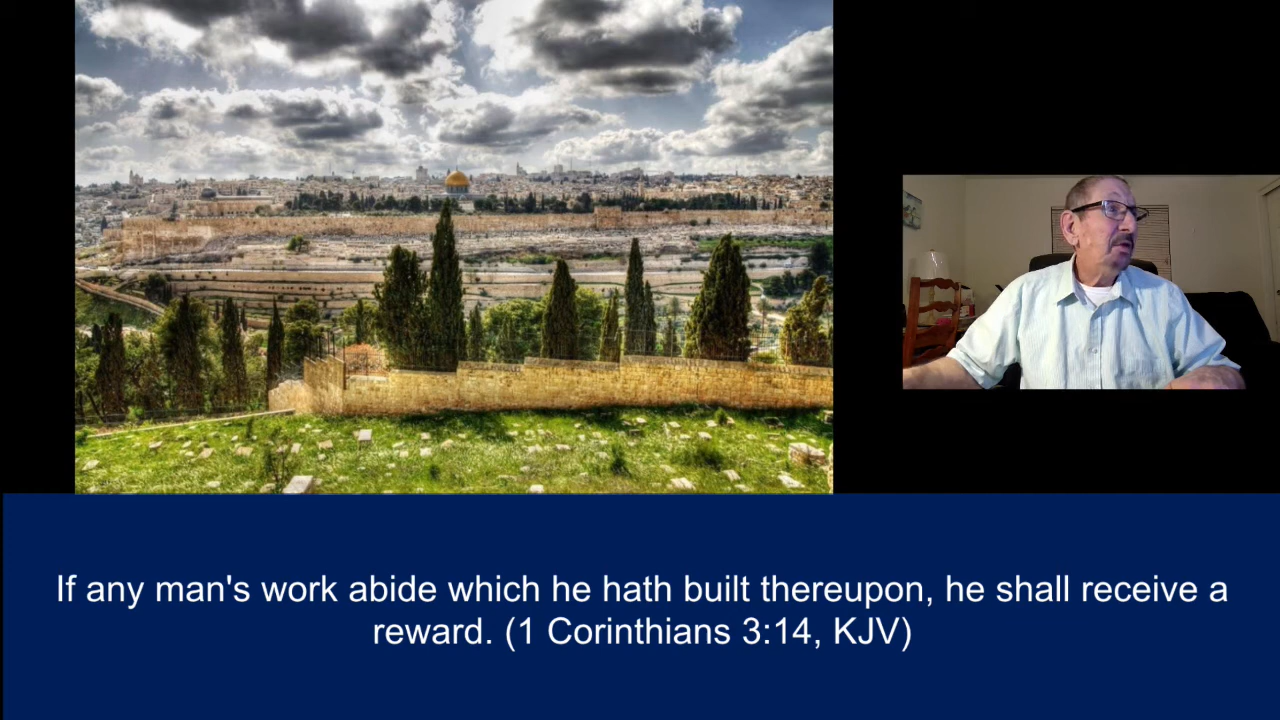 If any man's work abide which he hath built thereupon, he shall receive a
reward. (1 Corinthians 3:14, KJV)